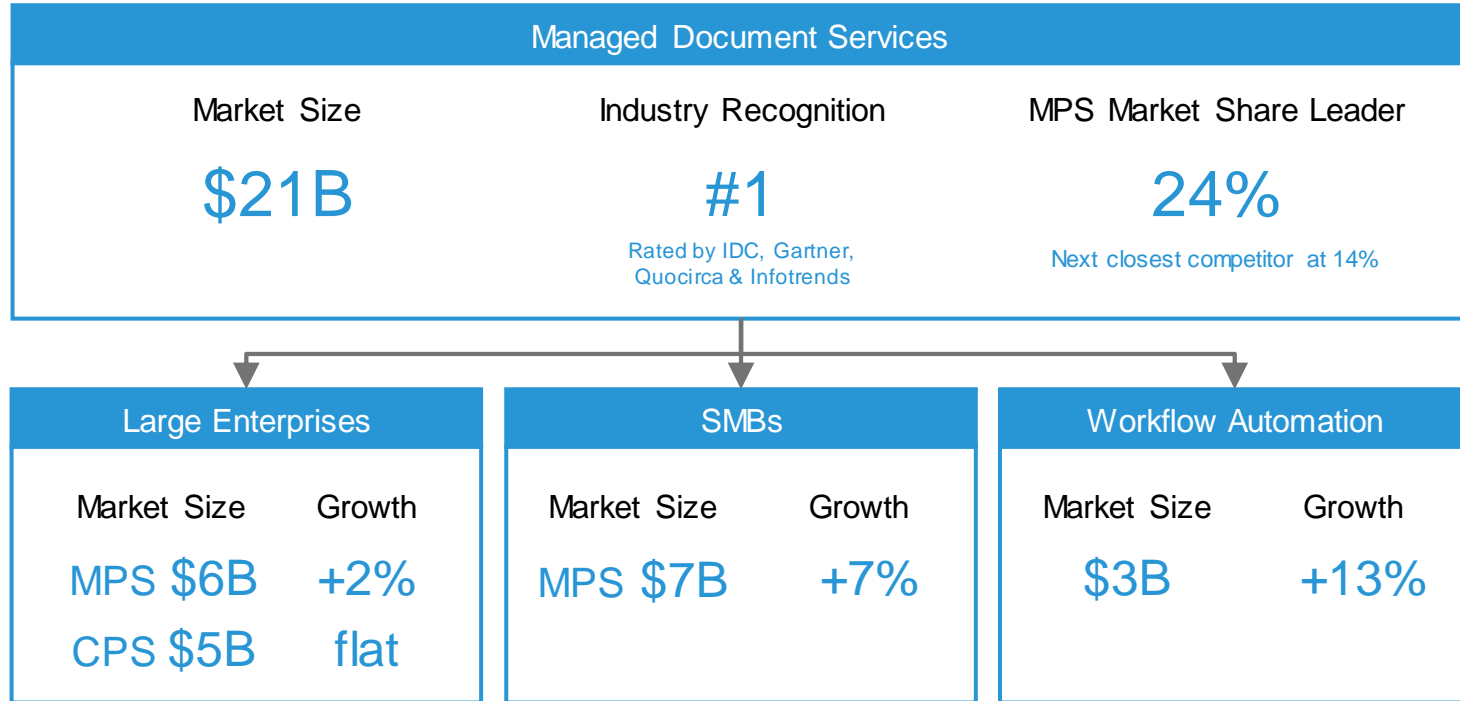 Managed Document Services
Market Size
$21B
Industry Recognition
#1
Rated by IDC, Gartner,
Quocirca & Infotrends
MPS Market Share Leader
24%
Next closest competitor at 14%
Large Enterprises
Market Size Growth
MPS $6B +2%
CPS $5B flat
SMBs
Market Size Growth
MPS $7B +7%
Workflow Automation
Market Size Growth
$3B +13%